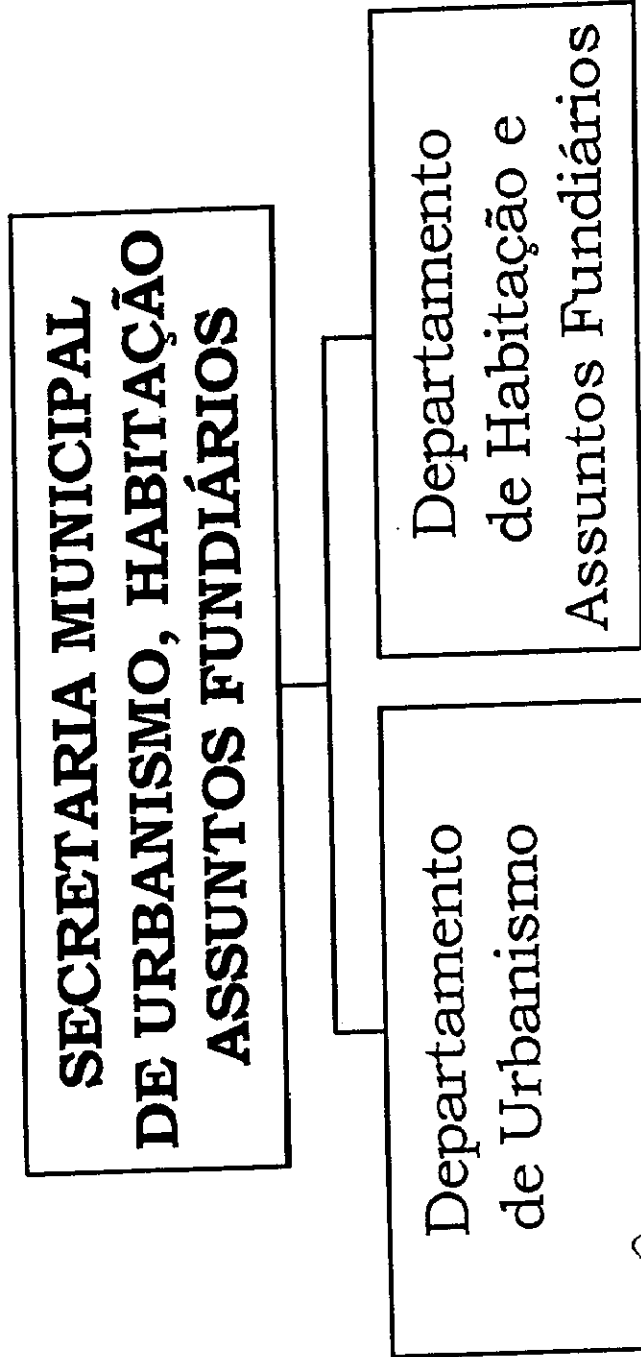 SECRETARIA MUNICIPAL
DE URBANISMO, HABITAÇÃO
ASSUNTOS FUNDIÁRIOS
Departamento
de Urbanismo
Departamento
de Habitação e
Assuntos Fundiários